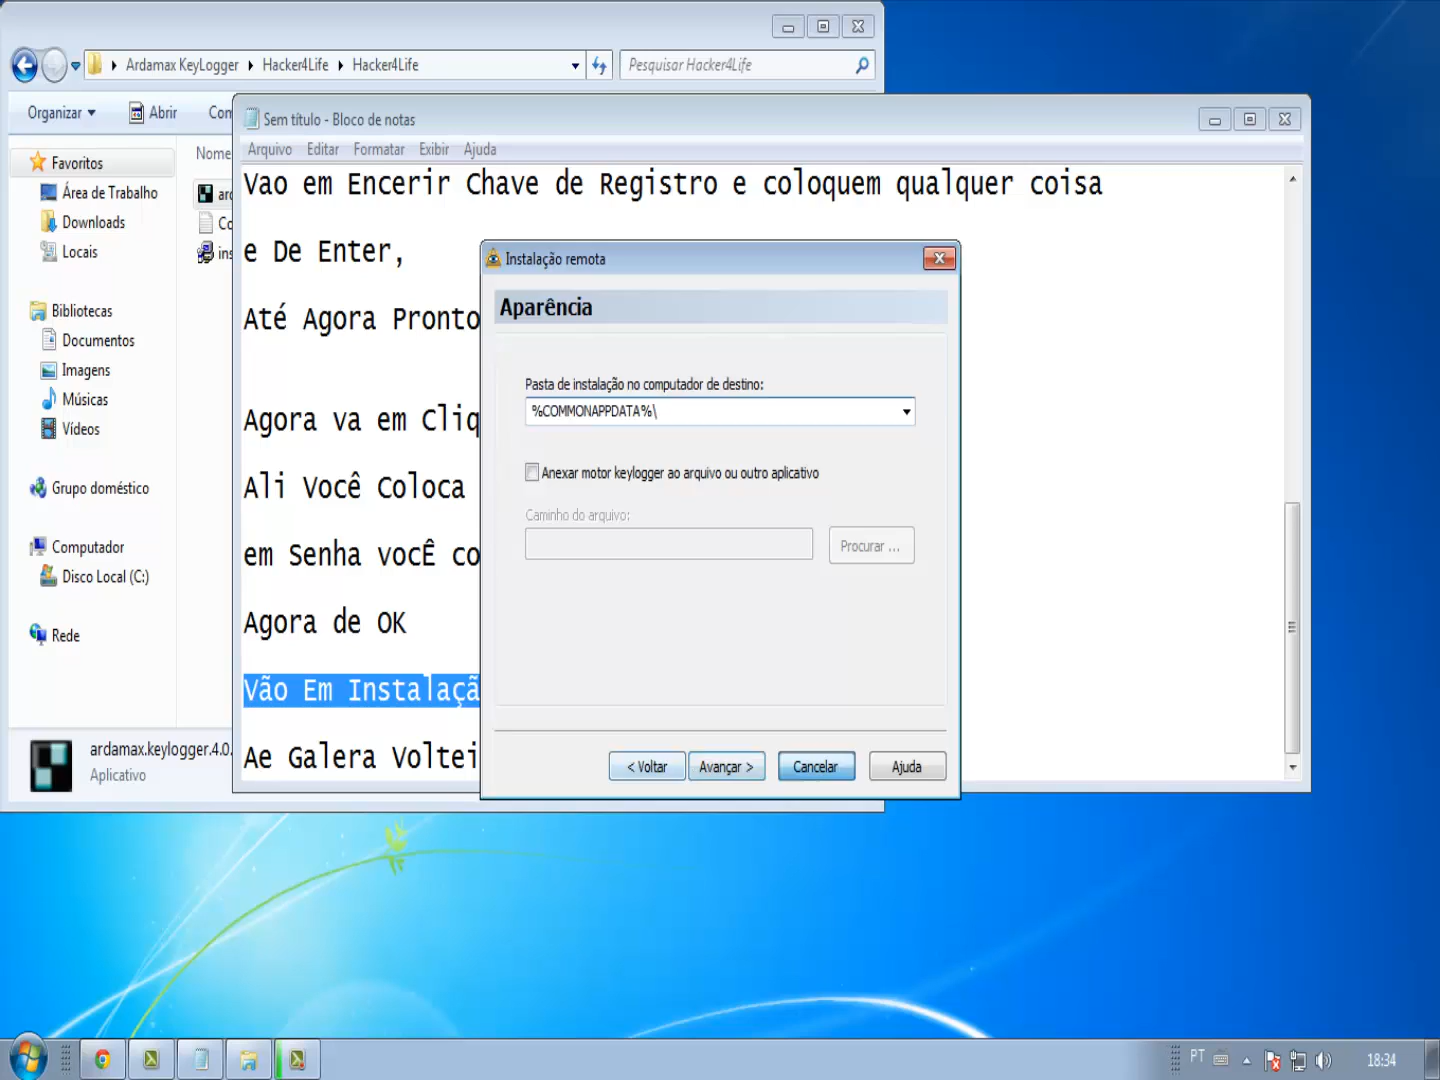 Ardamax KeyLogger Hacker4Life Hacker4Life
Pesquisar Hacker4Life
Organizar
Abrir
Nome
Favoritos
Área de Trabalho
Downloads
Locais
Bibliotecas
Documentos
Imagens
Músicas
Vídeos
Grupo doméstico
Computador
Disco Local (C:)
Rede
ardamax.keylogger.4.0.
Aplicativo
Sem título - Bloco de notas
Arquivo Editar Formatar Exibir Ajuda
Vao em Encerir Chave de Registro e coloquem qualquer coisa
e De Enter,
Até Agora Pronto
Agora va em Cliq
Ali Você Coloca
em Senha vocÊ co
Agora de OK
Vão Em Instalaçã
Ae Galera Voltei
Instalação remota
Aparência
Pasta de instalação no computador de destino:
%COMMONAPPDATA%\
Anexar motor keylogger ao arquivo ou outro aplicativo
Caminho do arquivo:
Procurar ...
< Voltar
Avançar >
Cancelar
Ajuda
PT
18:34